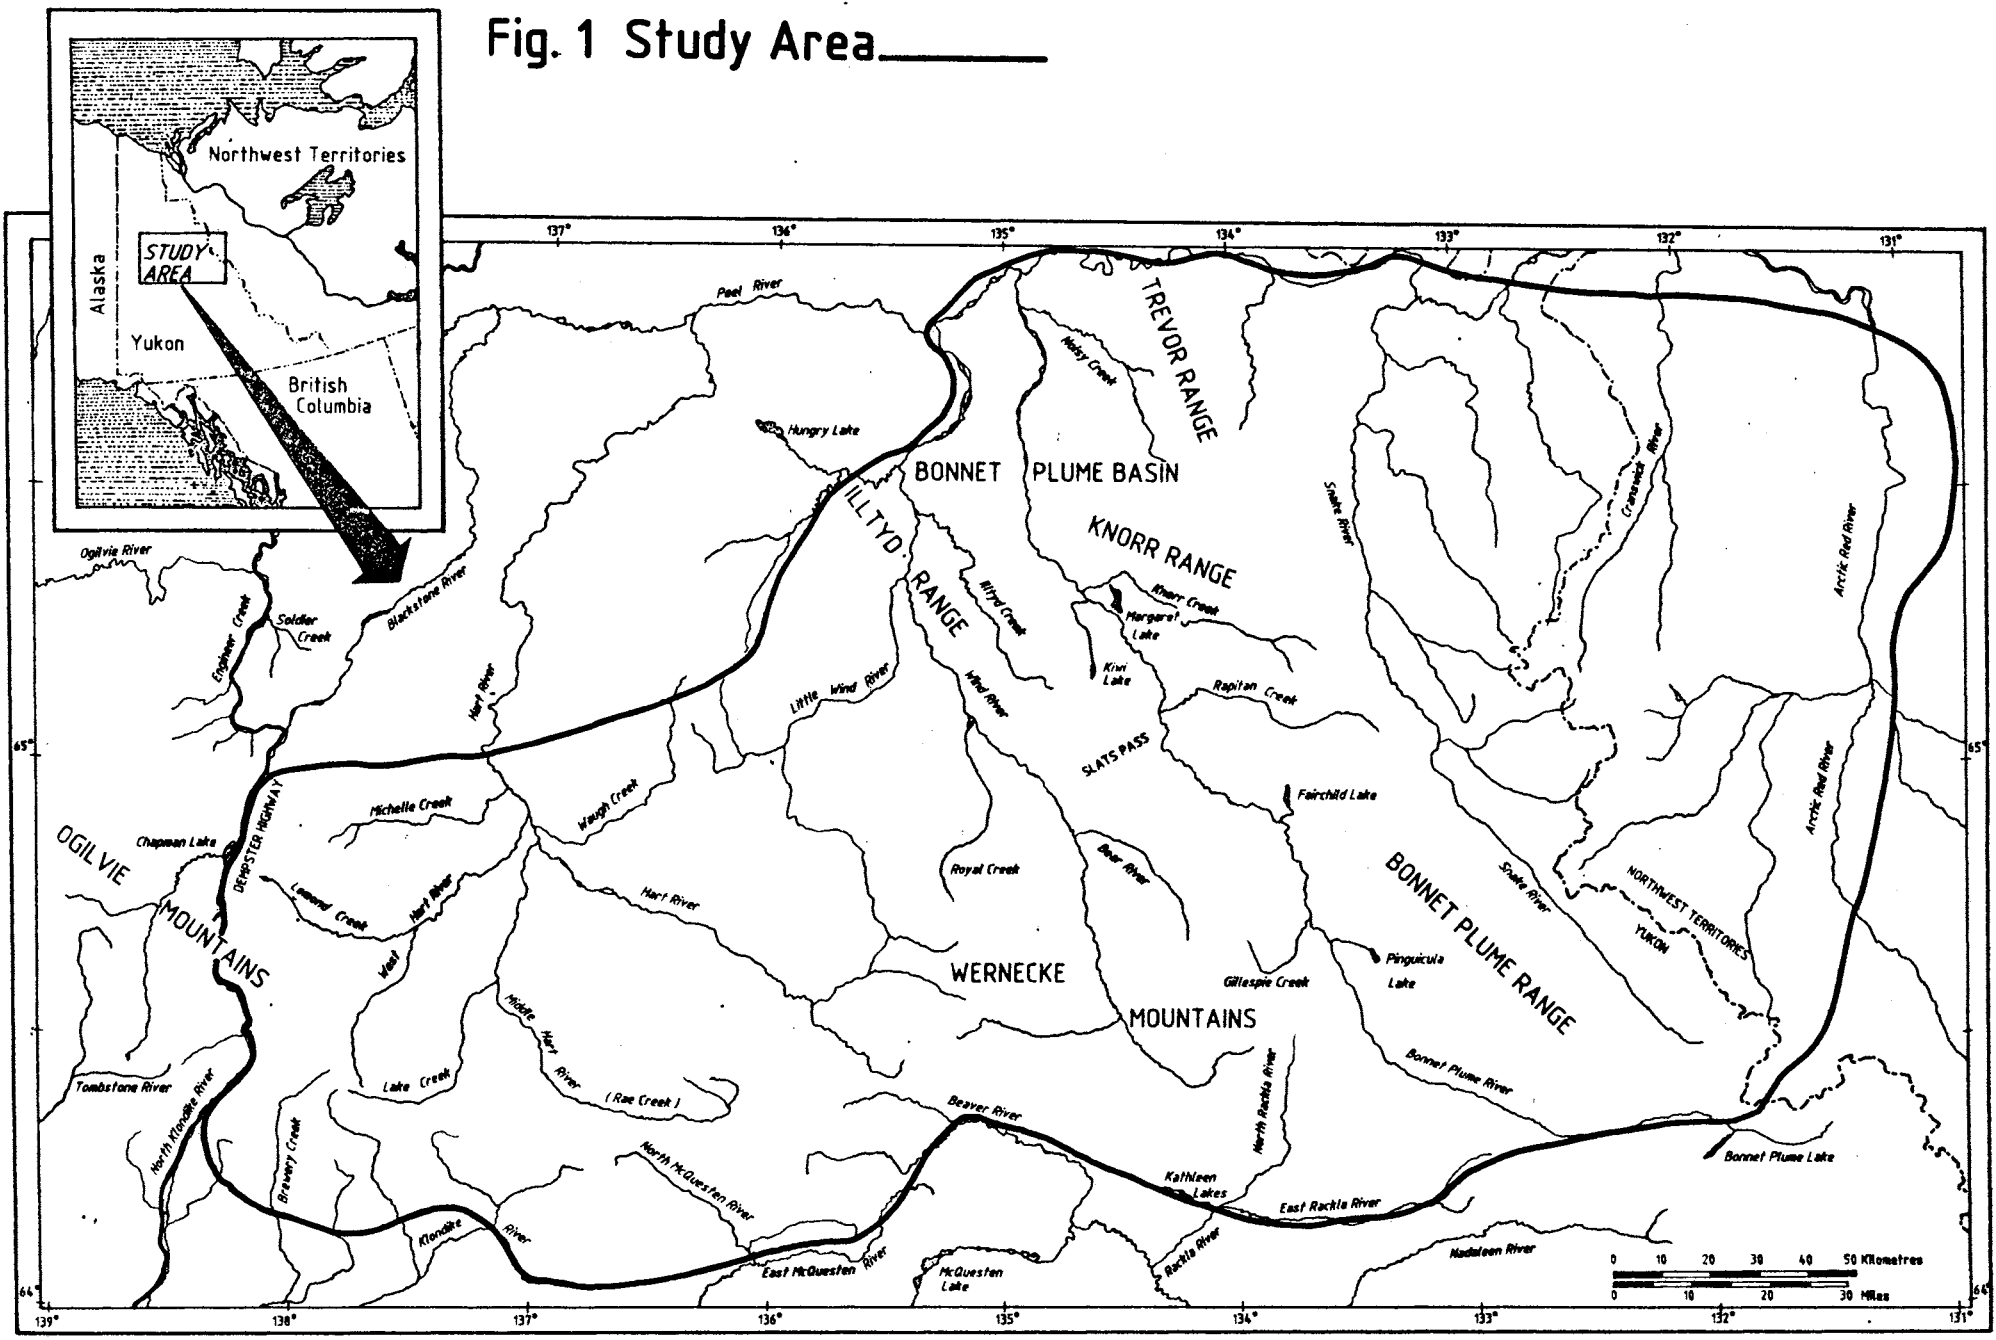 Fig. 1 Study Area
Northwest Territories
STUDY
AREA
Alaska
Yukon
British
Columbia
137°
136°
135°
134°
133°
132°
131°
Peel River
TREVOR RANGE
Noisy Creek
Hungry Lake
BONNET PLUME BASIN
ILLTYD RANGE
KNORR RANGE
Snake River
Cranswick River
Arctic Red River
Ogilvie River
Blackstone River
Engineer Creek
Soldier
Creek
Illtyd Creek
Knorr Creek
Margaret
Lake
Kiwi
Lake
Hart River
Little Wind River
Wind River
Rapitan Creek
65°
65°
SLATS PASS
Michelle Creek
Waugh Creek
Fairchild Lake
Arctic Red River
DEMPSTER HIGHWAY
Chapman Lake
OGILVIE
MOUNTAINS
Lomond Creek
West Hart River
Hart River
Royal Creek
Bear River
BONNET PLUME RANGE
Snake River
NORTHWEST TERRITORIES
YUKON
WERNECKE
MOUNTAINS
Gillespie Creek
Pinguicula
Lake
Middle Hart River
(Rae Creek)
Tombstone River
Lake Creek
North Klondike River
Brewery Creek
Beaver River
North Rackla River
Bonnet Plume River
North McQuesten River
Kathleen
Lakes
Bonnet Plume Lake
East Rackla River
Klondike River
East McQuesten River
McQuesten
Lake
Rackla River
Nadaleen River
0 10 20 30 40 50 Kilometres
0 10 20 30 Miles
64°
64°
139°
138°
137°
136°
135°
134°
133°
132°
131°